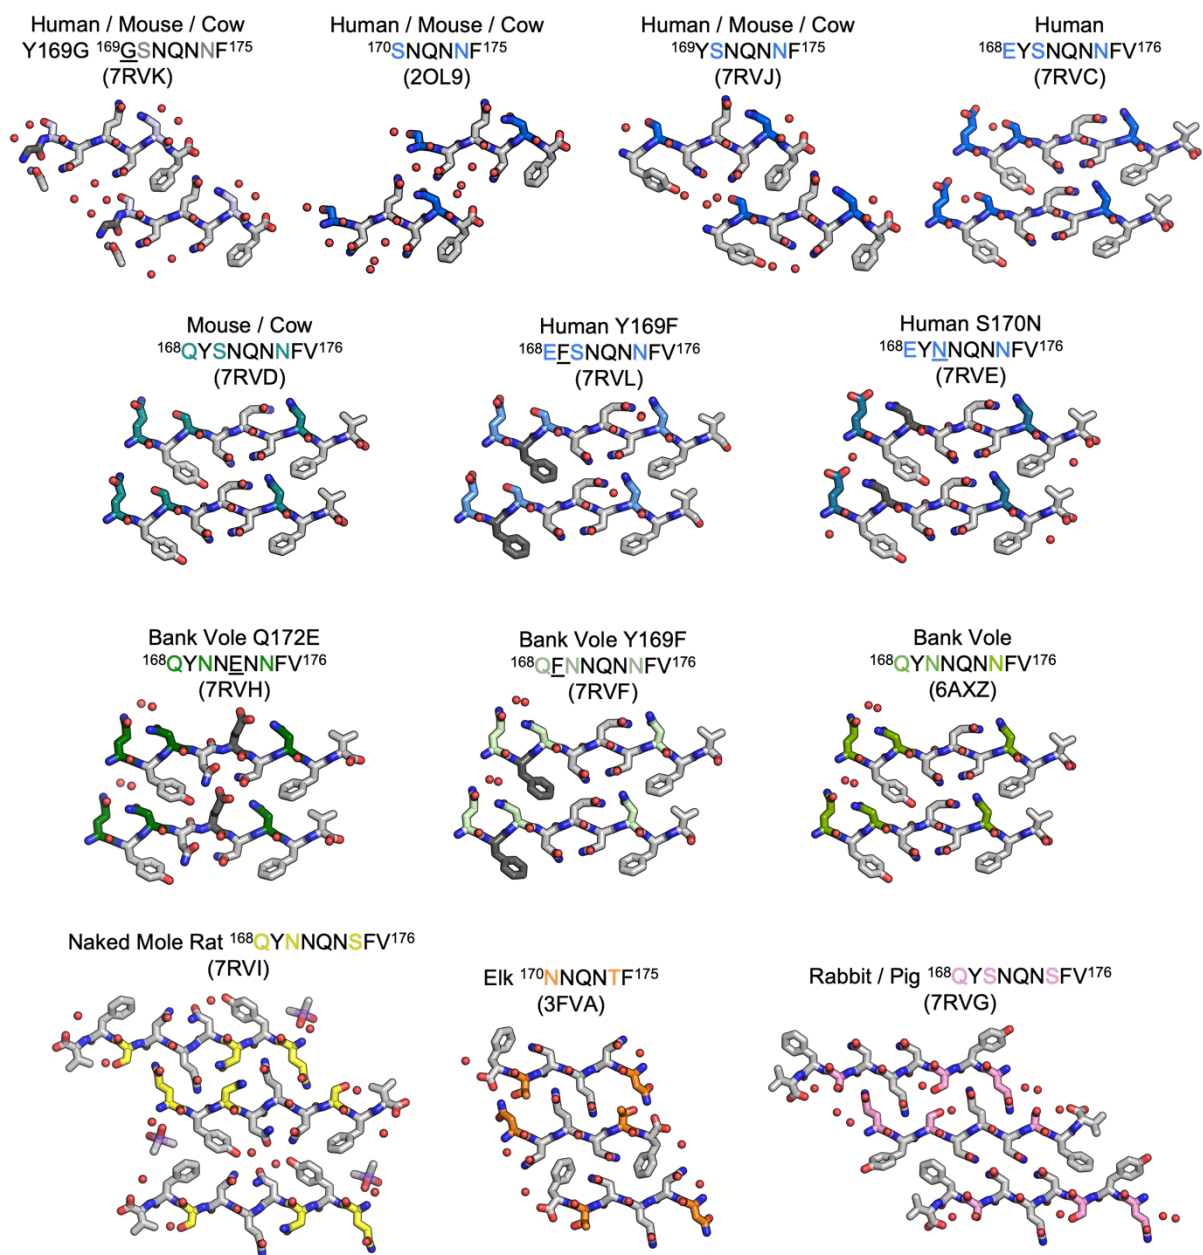 Human / Mouse / Cow
Y169G ¹⁶⁹GSNQNNF¹⁷⁵
(7RVK)
Human / Mouse / Cow
¹⁷⁰SNQNNF¹⁷⁵
(2OL9)
Human / Mouse / Cow
¹⁶⁹YSNQNNF¹⁷⁵
(7RVJ)
Human
¹⁶⁸EYSNQNNFV¹⁷⁶
(7RVC)
Mouse / Cow
¹⁶⁸QYSNQNNFV¹⁷⁶
(7RVD)
Human Y169F
¹⁶⁸EFSNQNNFV¹⁷⁶
(7RVL)
Human S170N
¹⁶⁸EYNNQNNFV¹⁷⁶
(7RVE)
Bank Vole Q172E
¹⁶⁸QYNNENNFV¹⁷⁶
(7RVH)
Bank Vole Y169F
¹⁶⁸QFNNQNNFV¹⁷⁶
(7RVF)
Bank Vole
¹⁶⁸QYNNQNNFV¹⁷⁶
(6AXZ)
Naked Mole Rat ¹⁶⁸QYNNQNSFV¹⁷⁶
(7RVI)
Elk ¹⁷⁰NNQNTF¹⁷⁵
(3FVA)
Rabbit / Pig ¹⁶⁸QYSNQNSFV¹⁷⁶
(7RVG)